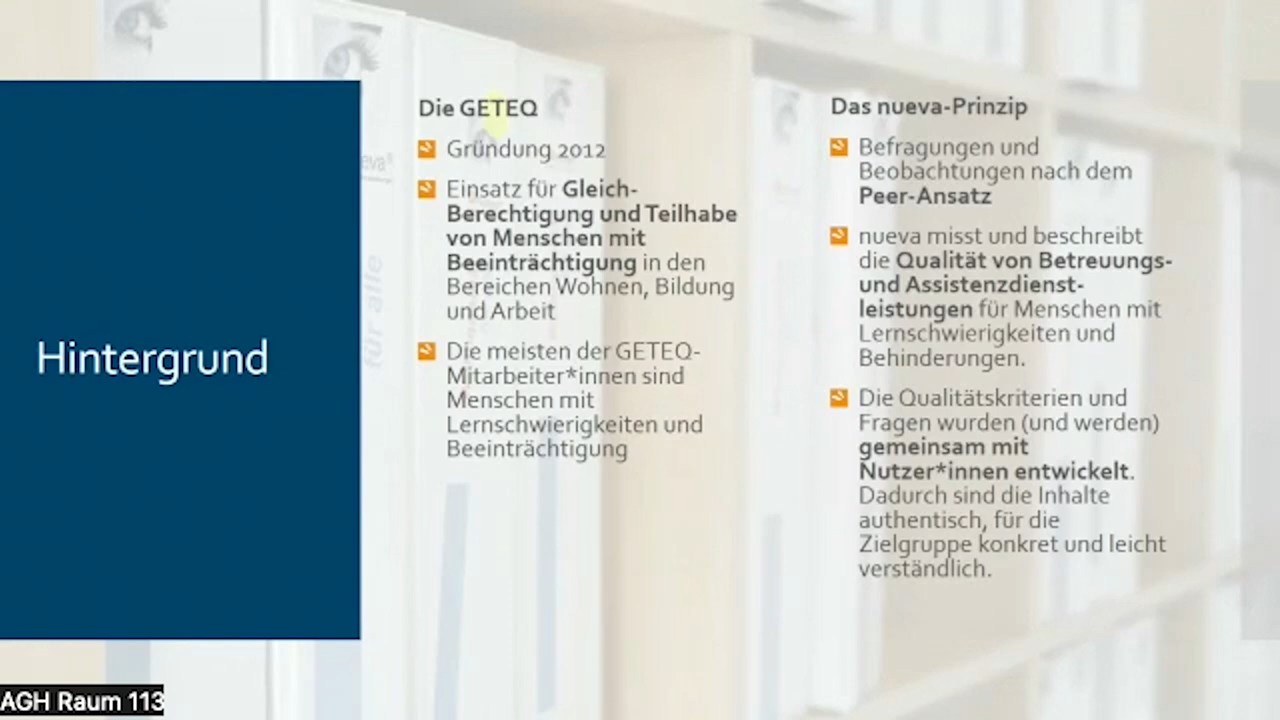 Hintergrund
Die GETEQ
Gründung 2012
Einsatz für Gleich-
Berechtigung und Teilhabe
von Menschen mit
Beeinträchtigung in den
Bereichen Wohnen, Bildung
und Arbeit
Die meisten der GETEQ-
Mitarbeiter*innen sind
Menschen mit
Lernschwierigkeiten und
Beeinträchtigung
Das nueva-Prinzip
Befragungen und
Beobachtungen nach dem
Peer-Ansatz
nueva misst und beschreibt
die Qualität von Betreuungs-
und Assistenzdienst-
leistungen für Menschen mit
Lernschwierigkeiten und
Behinderungen.
Die Qualitätskriterien und
Fragen wurden (und werden)
gemeinsam mit
Nutzer*innen entwickelt.
Dadurch sind die Inhalte
authentisch, für die
Zielgruppe konkret und leicht
verständlich.
eva®
für alle
AGH Raum 113